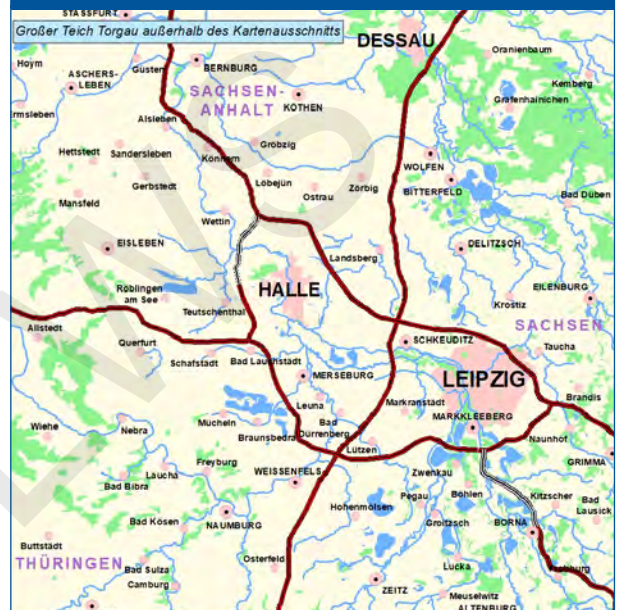 STASSFURT
Großer Teich Torgau außerhalb des Kartenausschnitts
DESSAU
Oranienbaum
Hoym
Güsten
BERNBURG
ASCHERS-
LEBEN
Kemberg
SACHSEN-
ANHALT
KÖTHEN
Gräfenhainichen
rmsleben
Alsleben
Gröbzig
Hettstedt
Sandersleben
Könnern
WOLFEN
Gerbstedt
Löbejün
Zörbig
BITTERFELD
Ostrau
Bad Düben
Mansfeld
Wettin
EISLEBEN
DELITZSCH
Landsberg
Röblingen
am See
HALLE
EILENBURG
Teutschenthal
Krostiz
SACHSEN
Allstedt
Querfurt
SCHKEUDITZ
Taucha
Schafstädt
Bad Lauchstädt
MERSEBURG
LEIPZIG
Brandis
Leuna
Markranstädt
Mücheln
Bad
Dürrenberg
MARKKLEEBERG
Wiehe
Nebra
Braunsbedra
Lützen
Naunhof
Freyburg
GRIMMA
Laucha
WEISSENFELS
Zwenkau
Bad Bibra
Pegau
Böhlen
Kitzscher
Bad
Lausick
Hohenmölsen
Bad Kösen
NAUMBURG
Groitzsch
BORNA
Buttstädt
THÜRINGEN
Osterfeld
Bad Sulza
Lucka
Camburg
ZEITZ
Meuselwitz
ALTENBURG